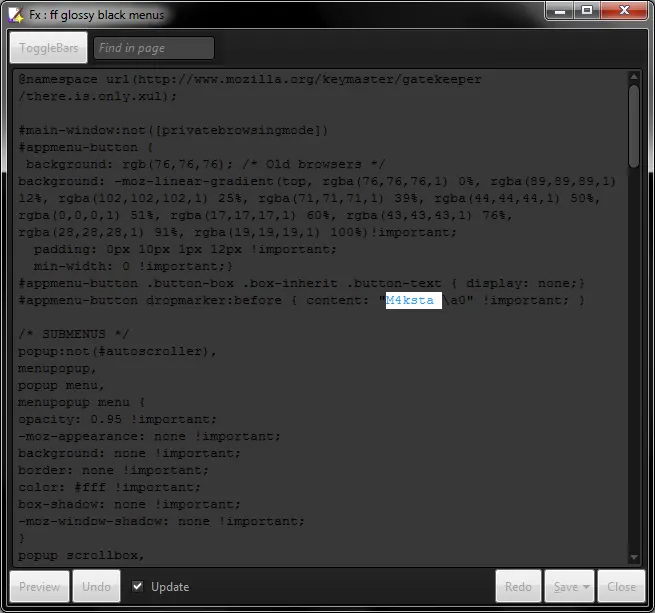 Fx : ff glossy black menus
ToggleBars Find in page
@namespace url(http://www.mozilla.org/keymaster/gatekeeper
/there.is.only.xul);
#main-window:not([privatebrowsingmode])
#appmenu-button {
background: rgb(76,76,76); /* Old browsers */
background: -moz-linear-gradient(top, rgba(76,76,76,1) 0%, rgba(89,89,89,1)
12%, rgba(102,102,102,1) 25%, rgba(71,71,71,1) 39%, rgba(44,44,44,1) 50%,
rgba(0,0,0,1) 51%, rgba(17,17,17,1) 60%, rgba(43,43,43,1) 76%,
rgba(28,28,28,1) 91%, rgba(19,19,19,1) 100%)!important;
padding: 0px 10px 1px 12px !important;
min-width: 0 !important;}
#appmenu-button .button-box .box-inherit .button-text { display: none;}
#appmenu-button dropmarker:before { content: "M4ksta \a0" !important; }
/* SUBMENUS */
popup:not(#autoscroller),
menupopup,
popup menu,
menupopup menu {
opacity: 0.95 !important;
-moz-appearance: none !important;
background: none !important;
border: none !important;
color: #fff !important;
box-shadow: none !important;
-moz-window-shadow: none !important;
}
popup scrollbox,
Preview Undo Update Redo Save Close